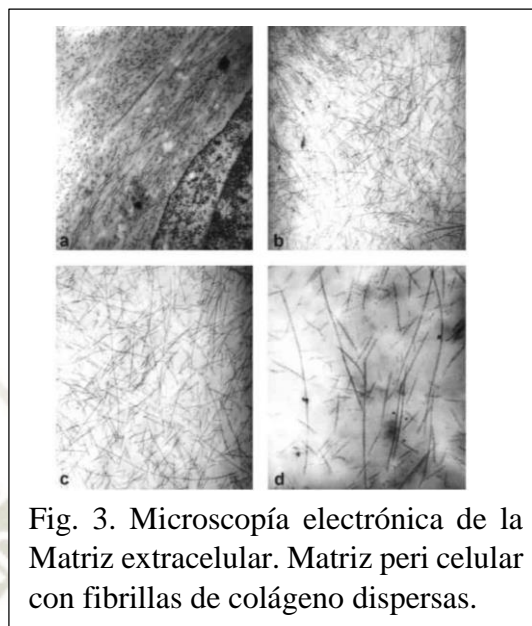 a
b
c
d
Fig. 3. Microscopía electrónica de la
Matriz extracelular. Matriz peri celular
con fibrillas de colágeno dispersas.